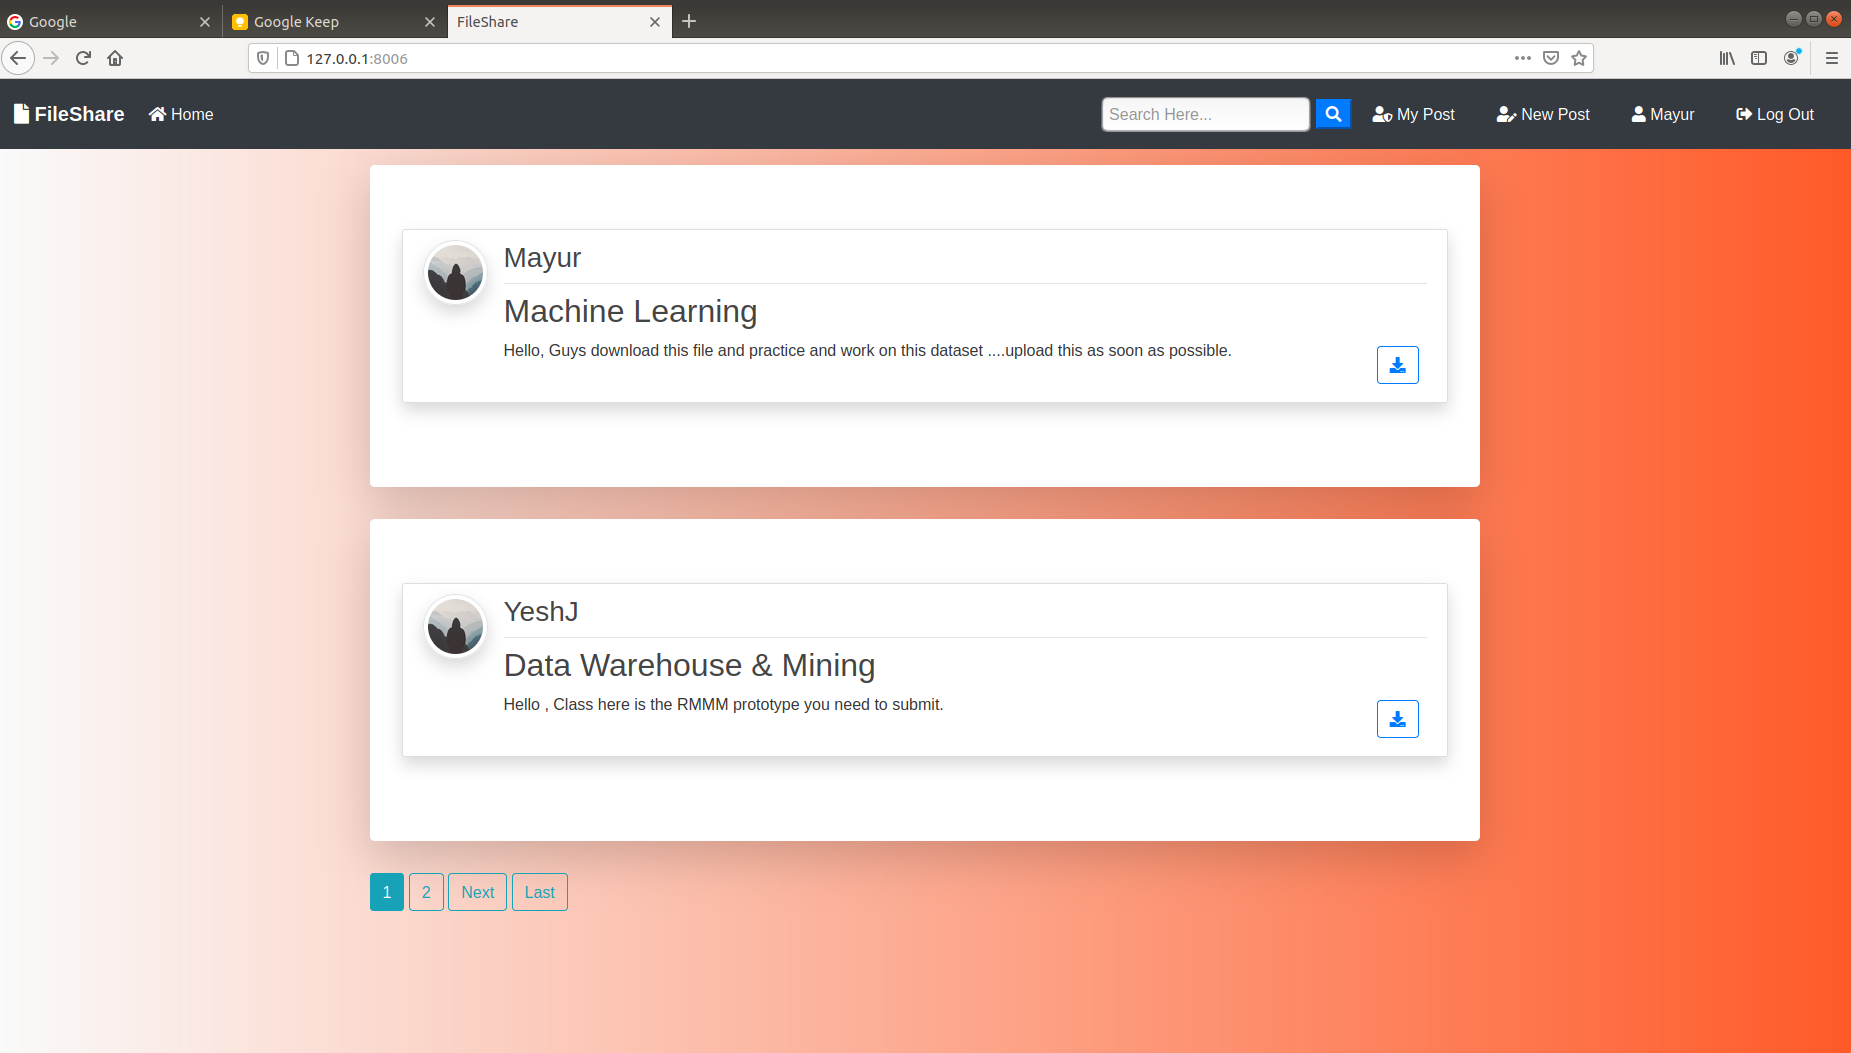 Google
Google Keep
FileShare
127.0.0.1:8006
FileShare
Home
Search Here...
My Post
New Post
Mayur
Log Out
Mayur
Machine Learning
Hello, Guys download this file and practice and work on this dataset ....upload this as soon as possible.
YeshJ
Data Warehouse & Mining
Hello , Class here is the RMMM prototype you need to submit.
1 2 Next Last